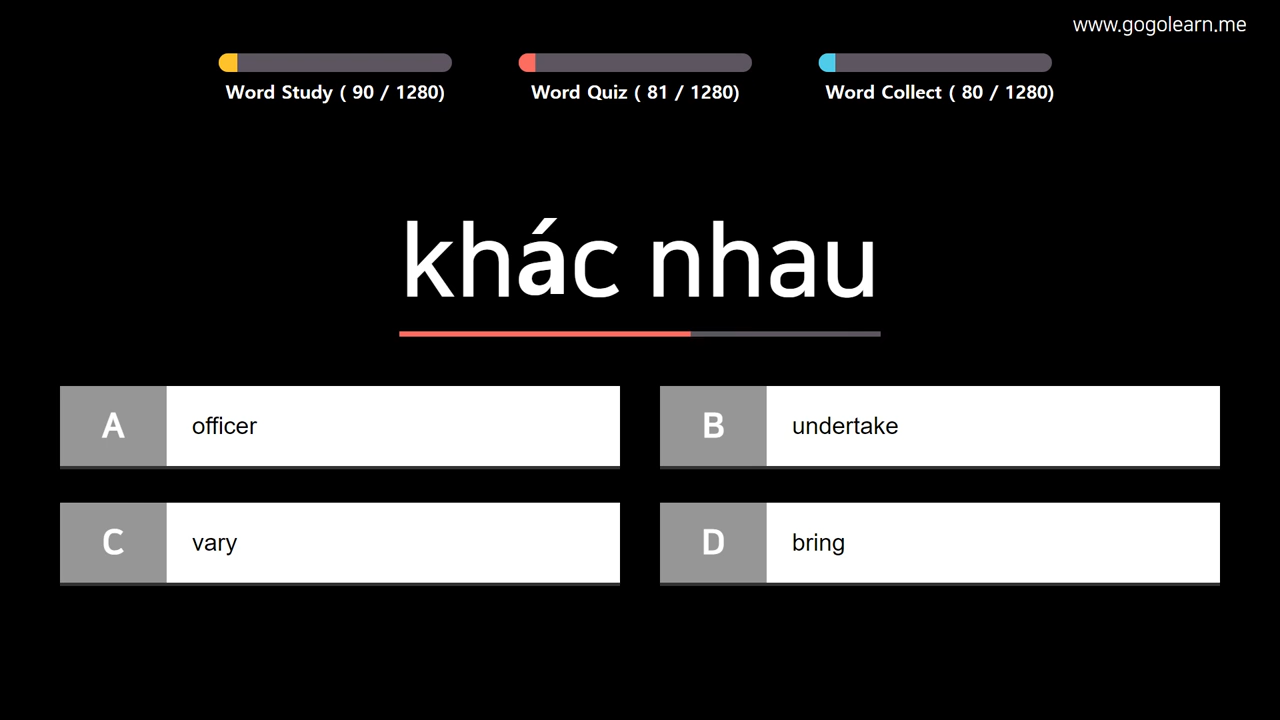 www.gogolearn.me
Word Study ( 90 / 1280)
Word Quiz ( 81 / 1280)
Word Collect ( 80 / 1280)
khác nhau
A officer
B undertake
C vary
D bring